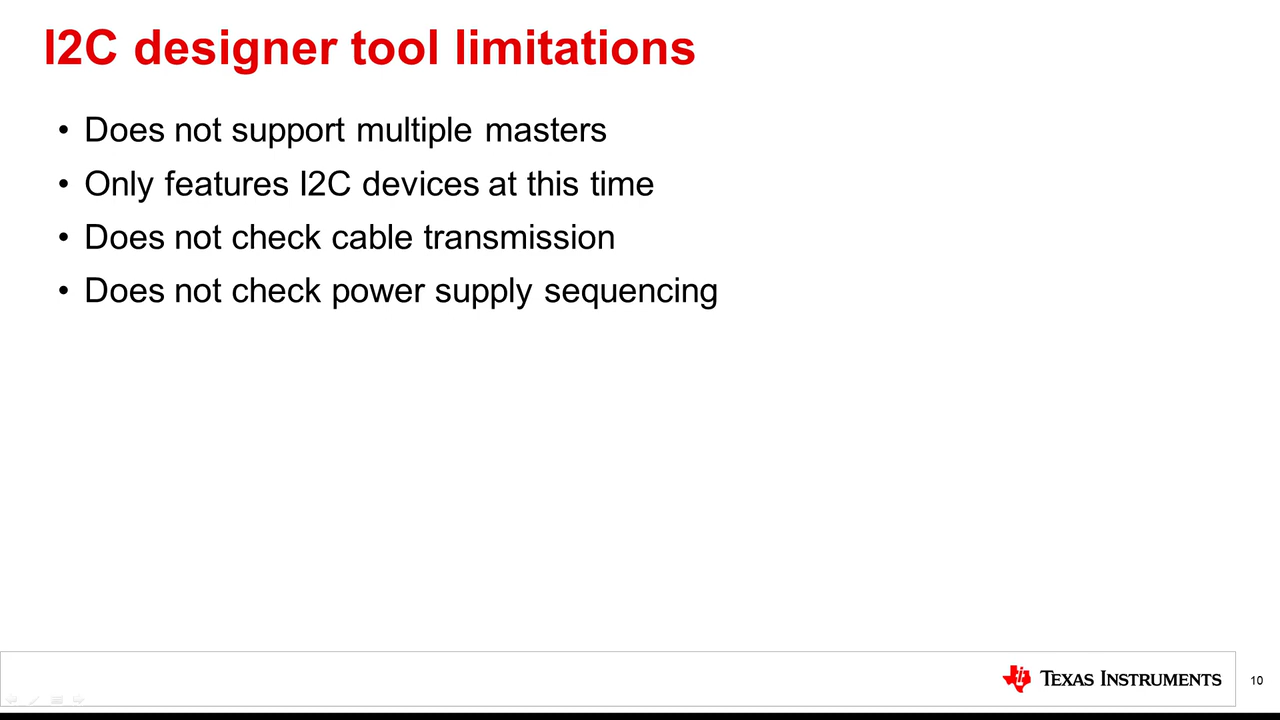 I2C designer tool limitations
• Does not support multiple masters
• Only features I2C devices at this time
• Does not check cable transmission
• Does not check power supply sequencing
TEXAS INSTRUMENTS
10